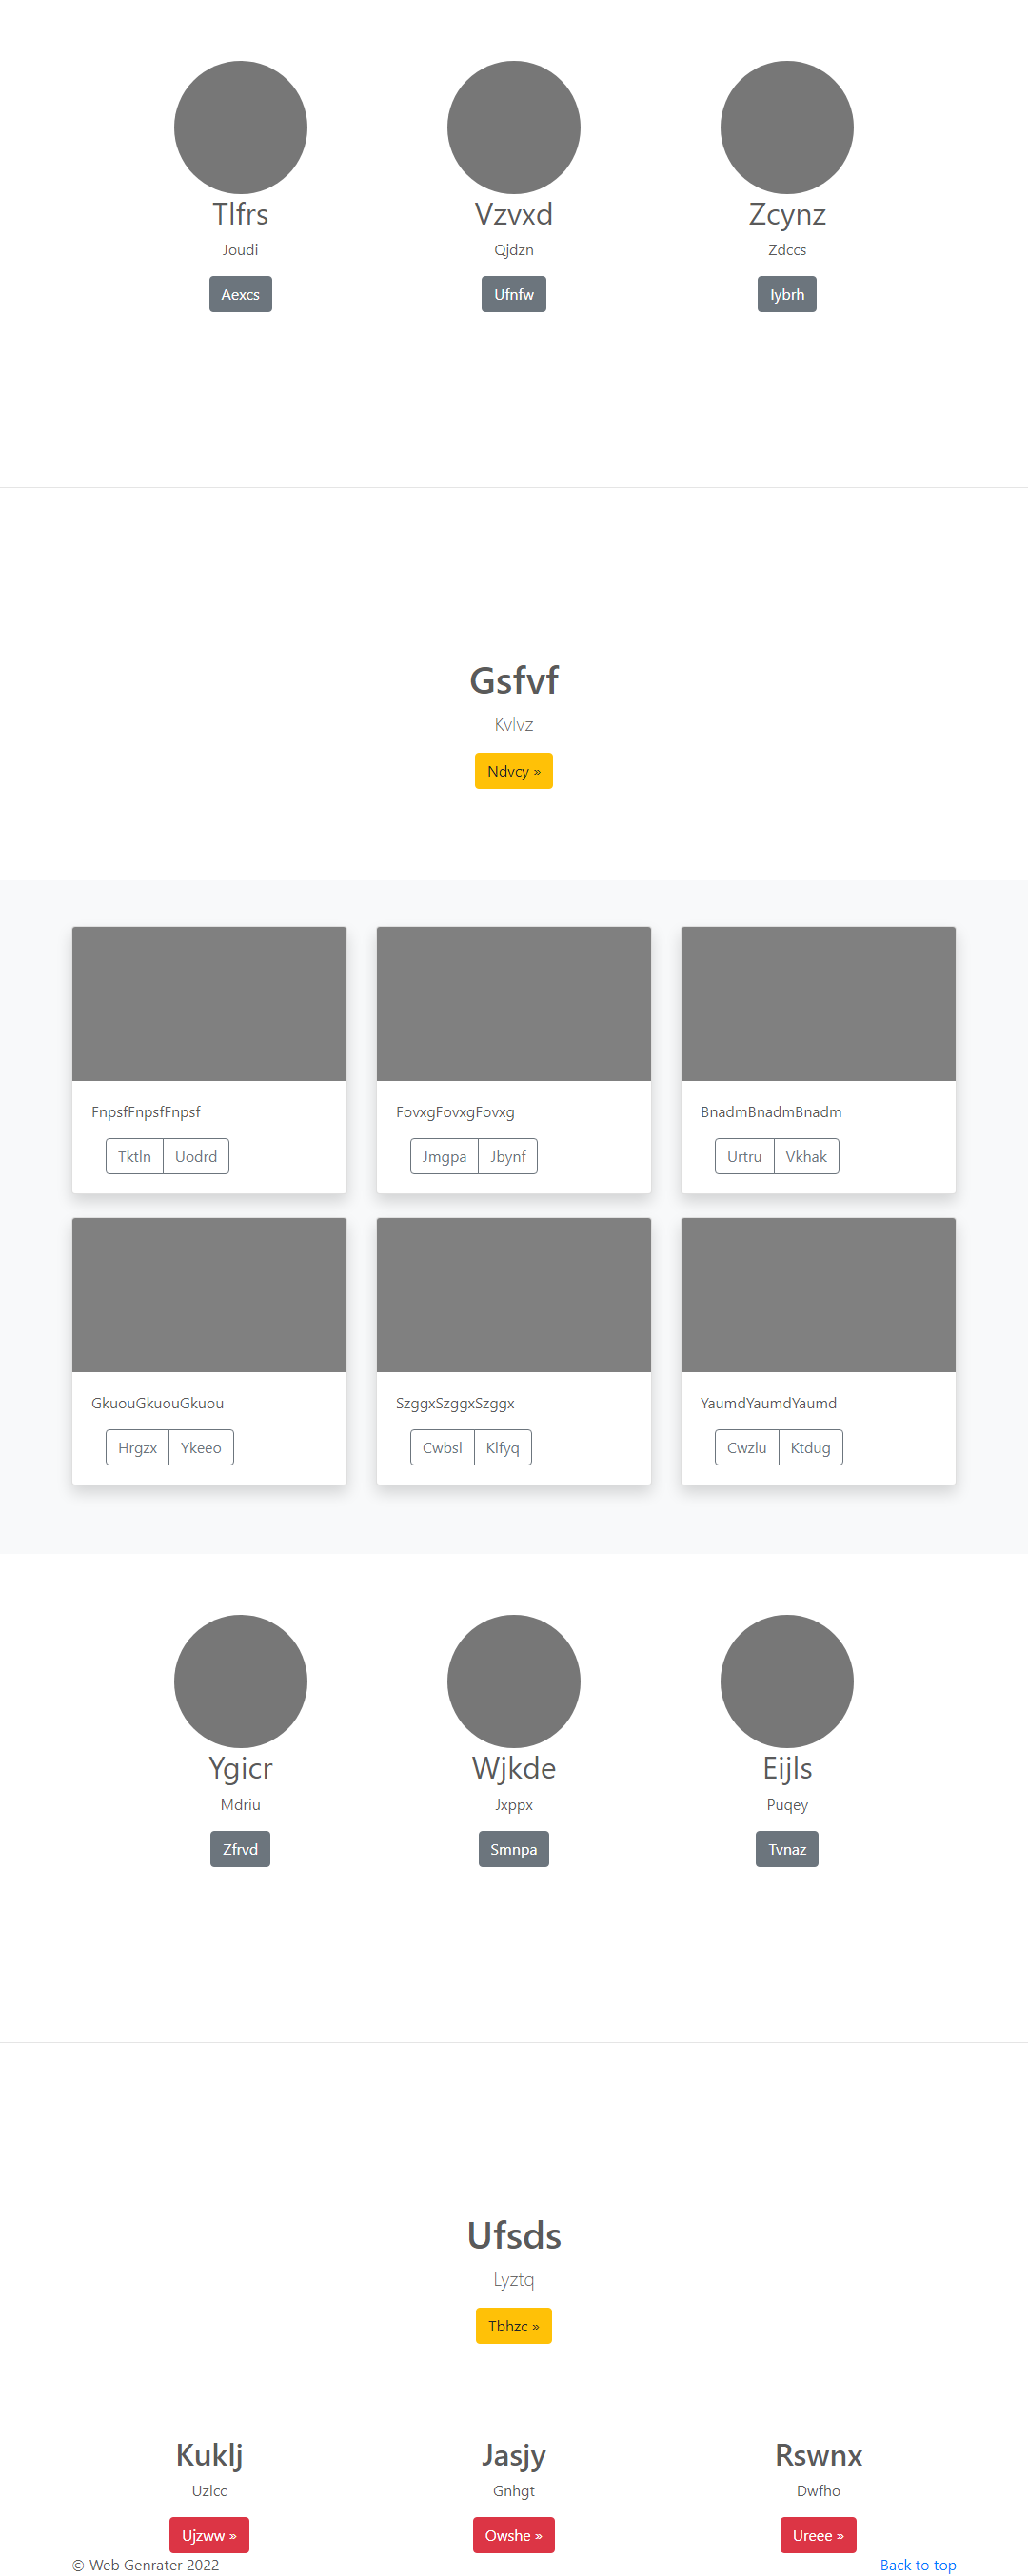 Tlfrs Vzvxd Zcynz
Joudi Qjdzn Zdccs
Aexcs Ufnfw Iybrh
Gsfvf
Kvlvz
Ndvcy »
FnpsfFnpsfFnpsf FovxgFovxgFovxg BnadmBnadmBnadm
Tktln Uodrd Jmgpa Jbynf Urtru Vkhak
GkuouGkuouGkuou SzggxSzggxSzggx YaumdYaumdYaumd
Hrgzx Ykeeo Cwbsl Klfyq Cwzlu Ktdug
Ygicr Wjkde Eijls
Mdriu Jxppx Puqey
Zfrvd Smnpa Tvnaz
Ufsds
Lyztq
Tbhzc »
Kuklj Jasjy Rswnx
Uzlcc Gnhgt Dwfho
Ujzww » Owshe » Ureee »
© Web Genrater 2022 Back to top